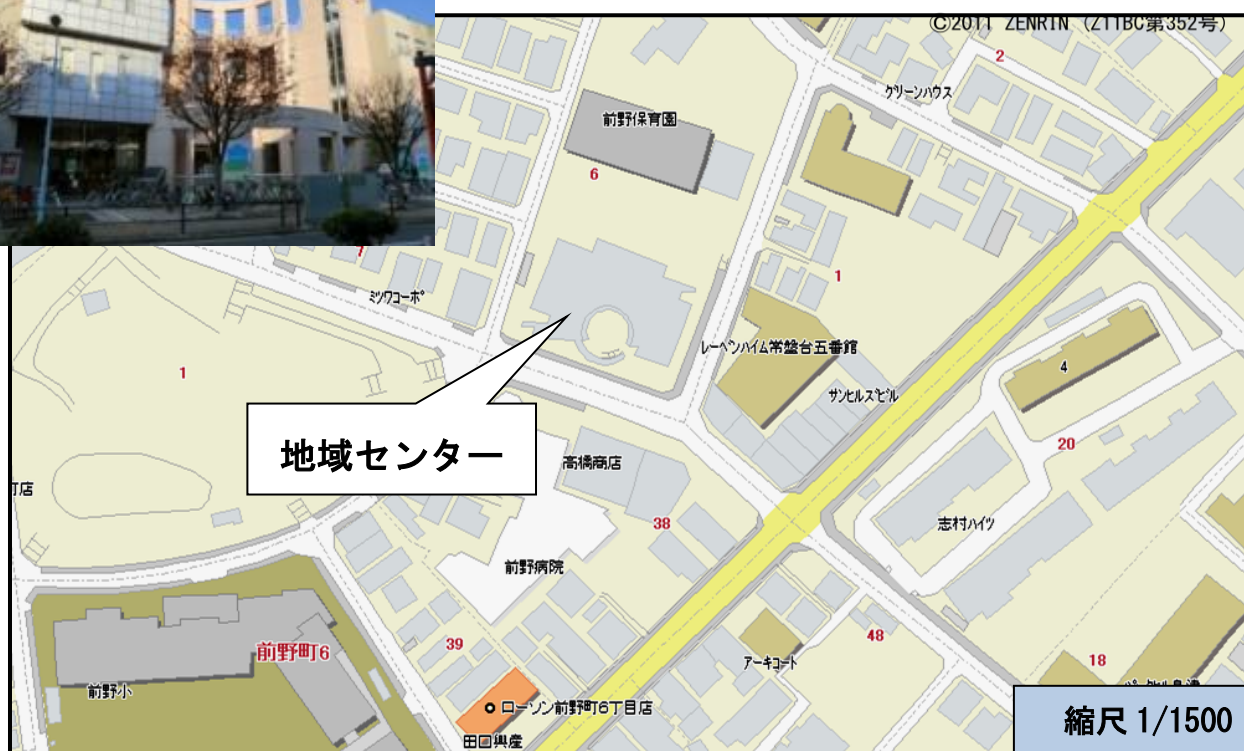 ©2011 ZENRIN (Z11BC第352号)
2
グリーンハウス
前野保育園
6
7
ミツワコーポ
1
1
レーベンハイム常盤台五番館
サンヒルズビル
4
地域センター
20
町店
高橋商店
38
志村ハイツ
前野病院
39
48
前野町6
アーキコート
18
前野小
ローソン前野町6丁目店
田口興産
縮尺 1/1500